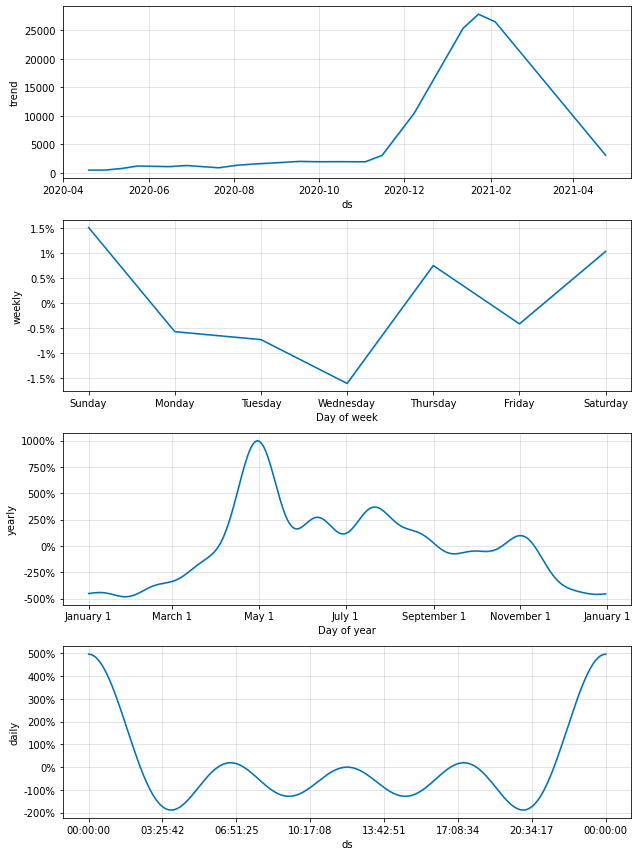 25000
20000
15000
10000
5000
0
trend
2020-04 2020-06 2020-08 2020-10 2020-12 2021-02 2021-04
ds
1.5%
1%
0.5%
0%
-0.5%
-1%
-1.5%
weekly
Sunday Monday Tuesday Wednesday Thursday Friday Saturday
Day of week
1000%
750%
500%
250%
0%
-250%
-500%
yearly
January 1 March 1 May 1 July 1 September 1 November 1 January 1
Day of year
500%
400%
300%
200%
100%
0%
-100%
-200%
daily
00:00:00 03:25:42 06:51:25 10:17:08 13:42:51 17:08:34 20:34:17 00:00:00
ds